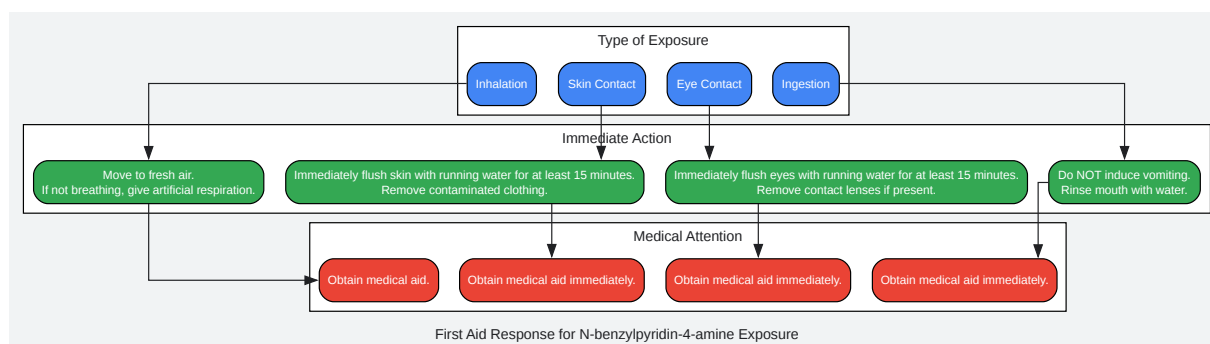 Type of Exposure
Inhalation
Skin Contact
Eye Contact
Ingestion
Immediate Action
Move to fresh air.
If not breathing, give artificial respiration.
Immediately flush skin with running water for at least 15 minutes.
Remove contaminated clothing.
Immediately flush eyes with running water for at least 15 minutes.
Remove contact lenses if present.
Do NOT induce vomiting.
Rinse mouth with water.
Medical Attention
Obtain medical aid.
Obtain medical aid immediately.
Obtain medical aid immediately.
Obtain medical aid immediately.
First Aid Response for N-benzylpyridin-4-amine Exposure